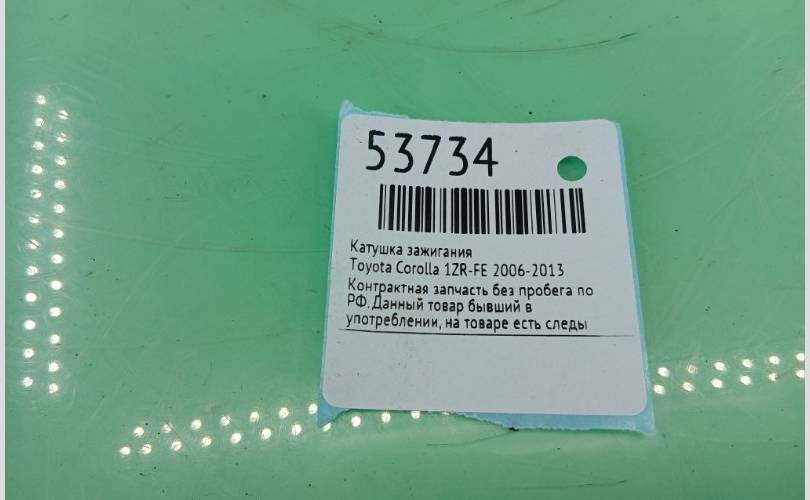 53734
Катушка зажигания
Toyota Corolla 1ZR-FE 2006-2013
Контрактная запчасть без пробега по
РФ.Данный товар бывший в
употреблении, на товаре есть следы